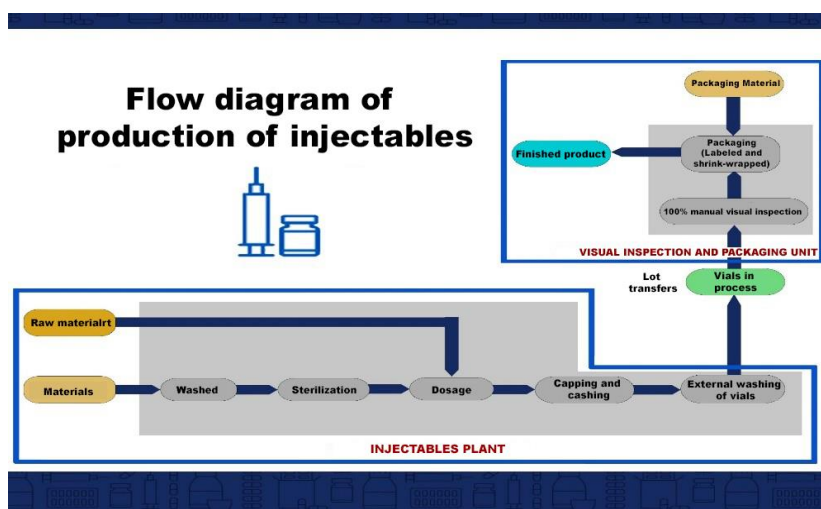 Flow diagram of
production of injectables
Packaging Material
Packaging
(Labeled and
shrink-wrapped)
Finished product
100% manual visual inspection
VISUAL INSPECTION AND PACKAGING UNIT
Lot
transfers
Vials in
process
Raw materialrt
Materials
Washed
Sterilization
Dosage
Capping and
cashing
External washing
of vials
INJECTABLES PLANT